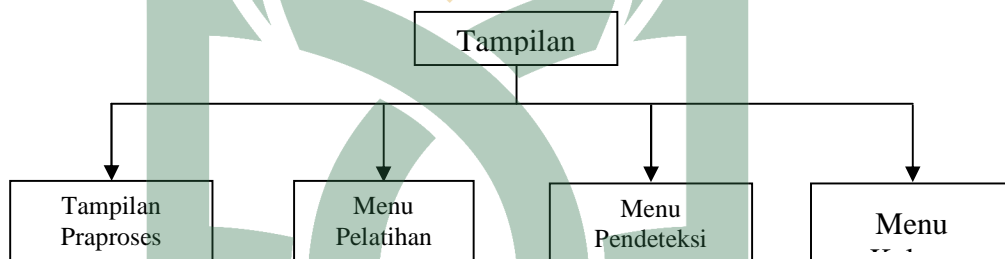 Tampilan
Tampilan
Praproses
Menu
Pelatihan
Menu
Pendeteksi
Menu